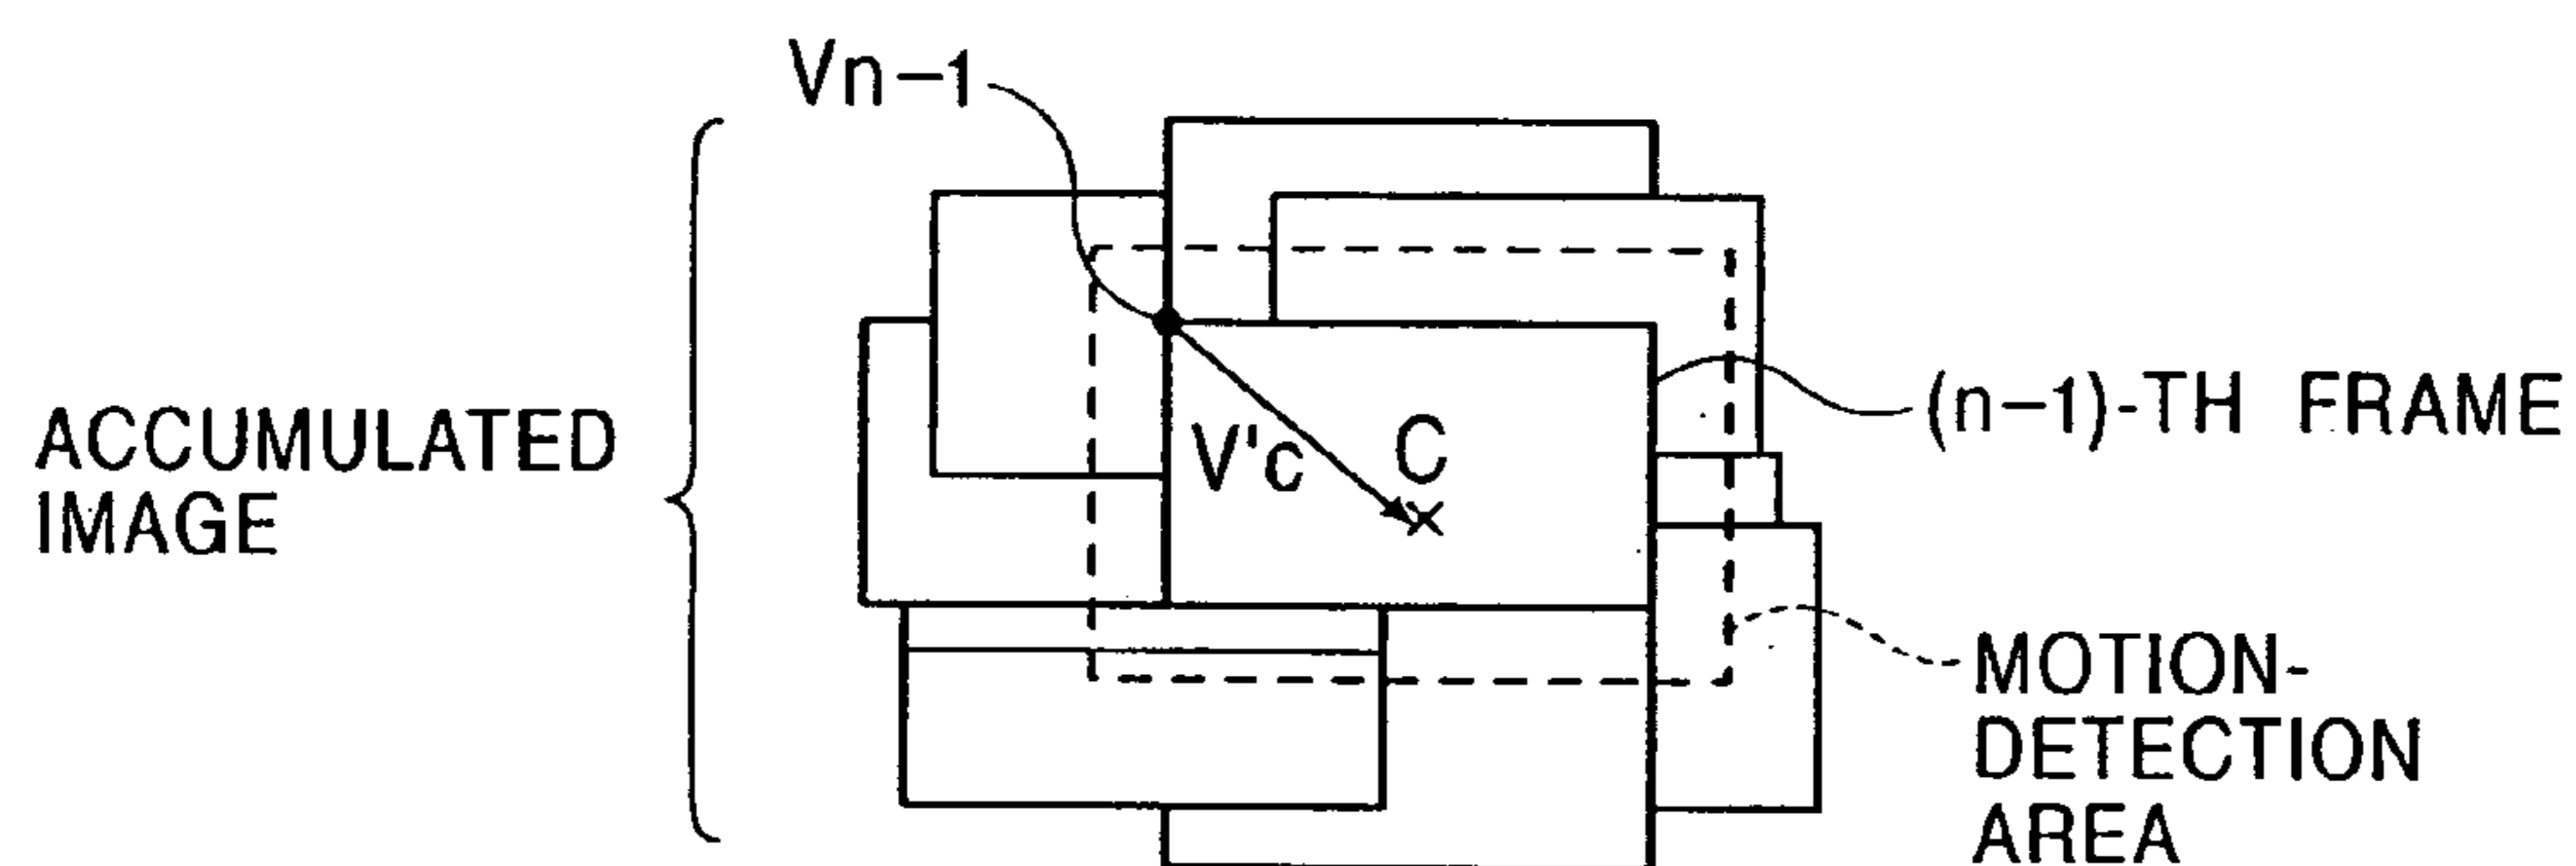 Vn-1
ACCUMULATED
IMAGE
V'c
C
(n-1)-TH FRAME
MOTION-
DETECTION
AREA